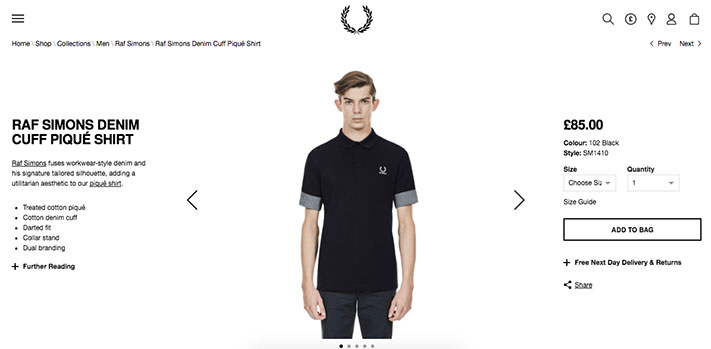 Home \ Shop \ Collections \ Men \ Raf Simons \ Raf Simons Denim Cuff Piqué Shirt
Prev
Next
RAF SIMONS DENIM
CUFF PIQUÉ SHIRT
Raf Simons fuses workwear-style denim and
his signature tailored silhouette, adding a
utilitarian aesthetic to our piqué shirt.
Treated cotton piqué
Cotton denim cuff
Darted fit
Collar stand
Dual branding
Further Reading
£85.00
Colour: 102 Black
Style: SM1410
Size
Quantity
Choose Siz
1
Size Guide
ADD TO BAG
Free Next Day Delivery & Returns
Share